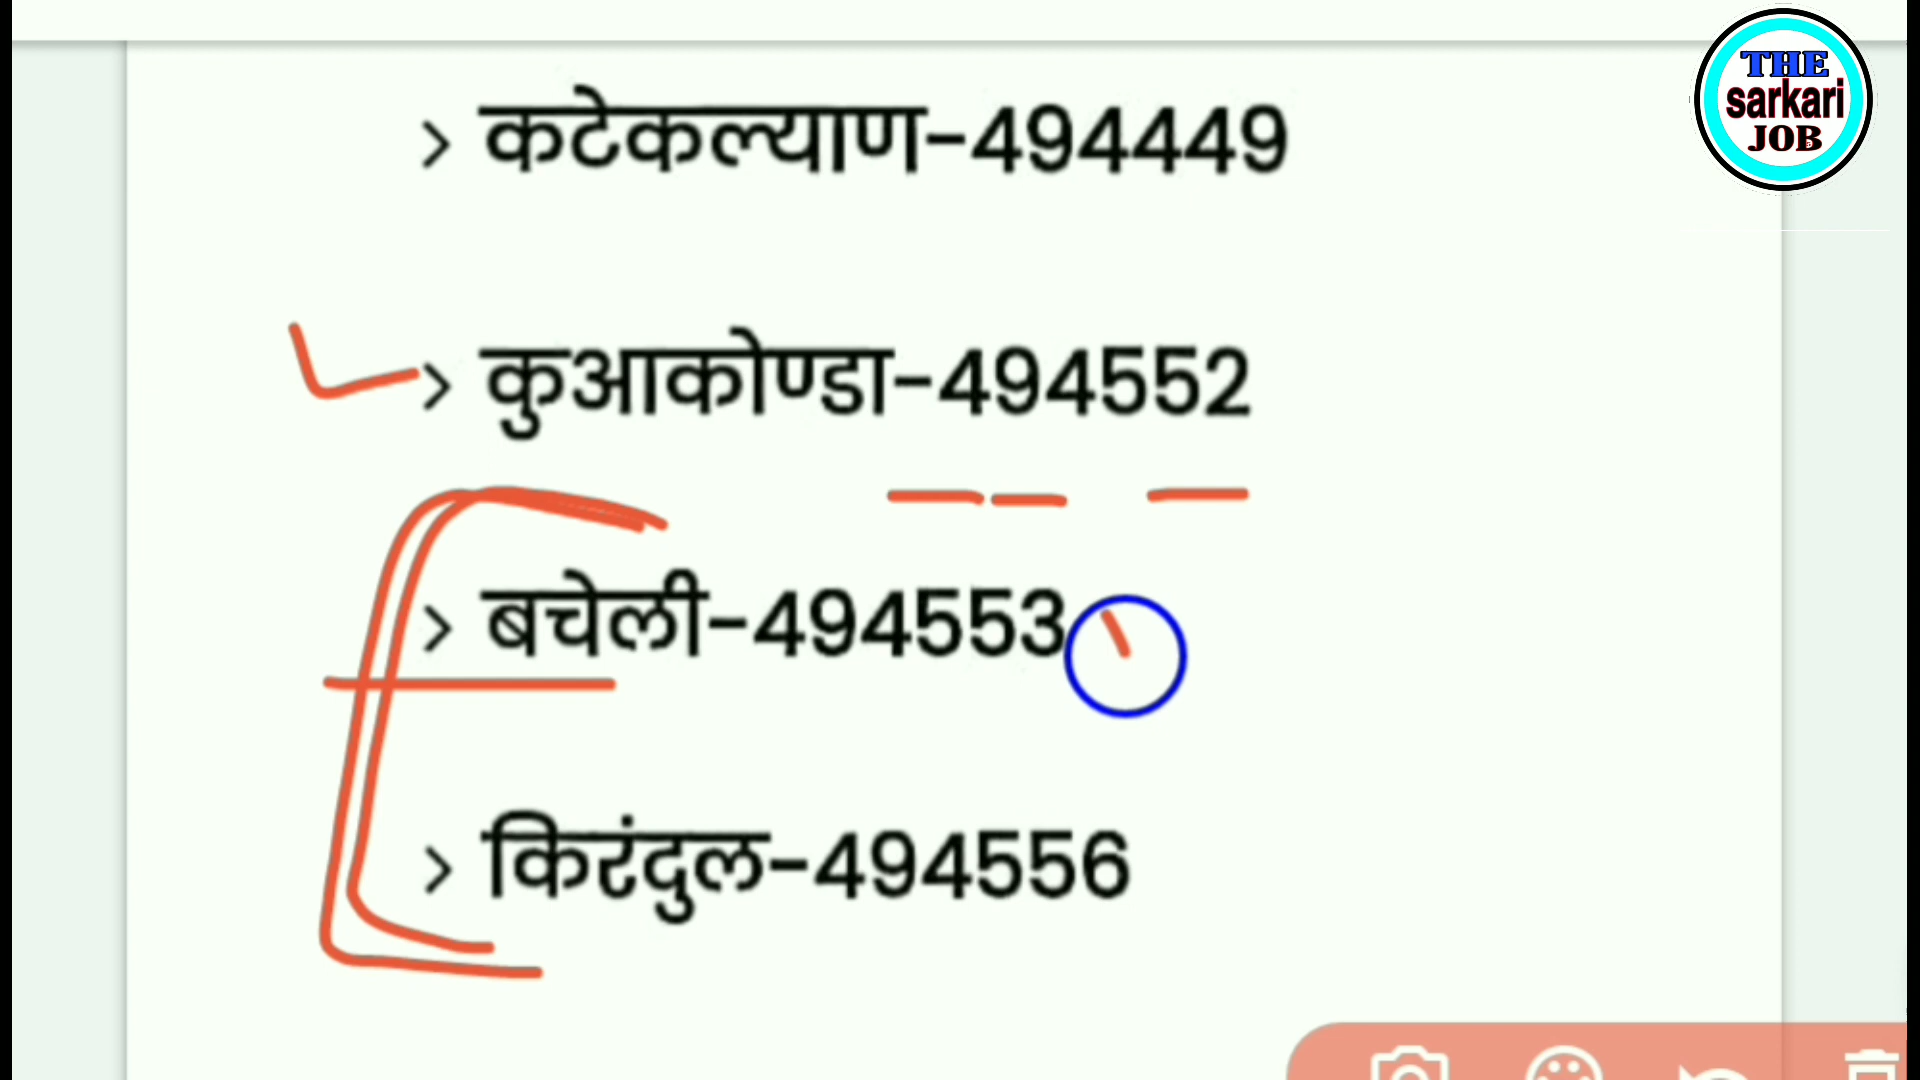 THE
sarkari
JOB
> कटेकल्याण-494449
> कुआकोण्डा-494552
> बचेली-494553
> किरंदुल-494556